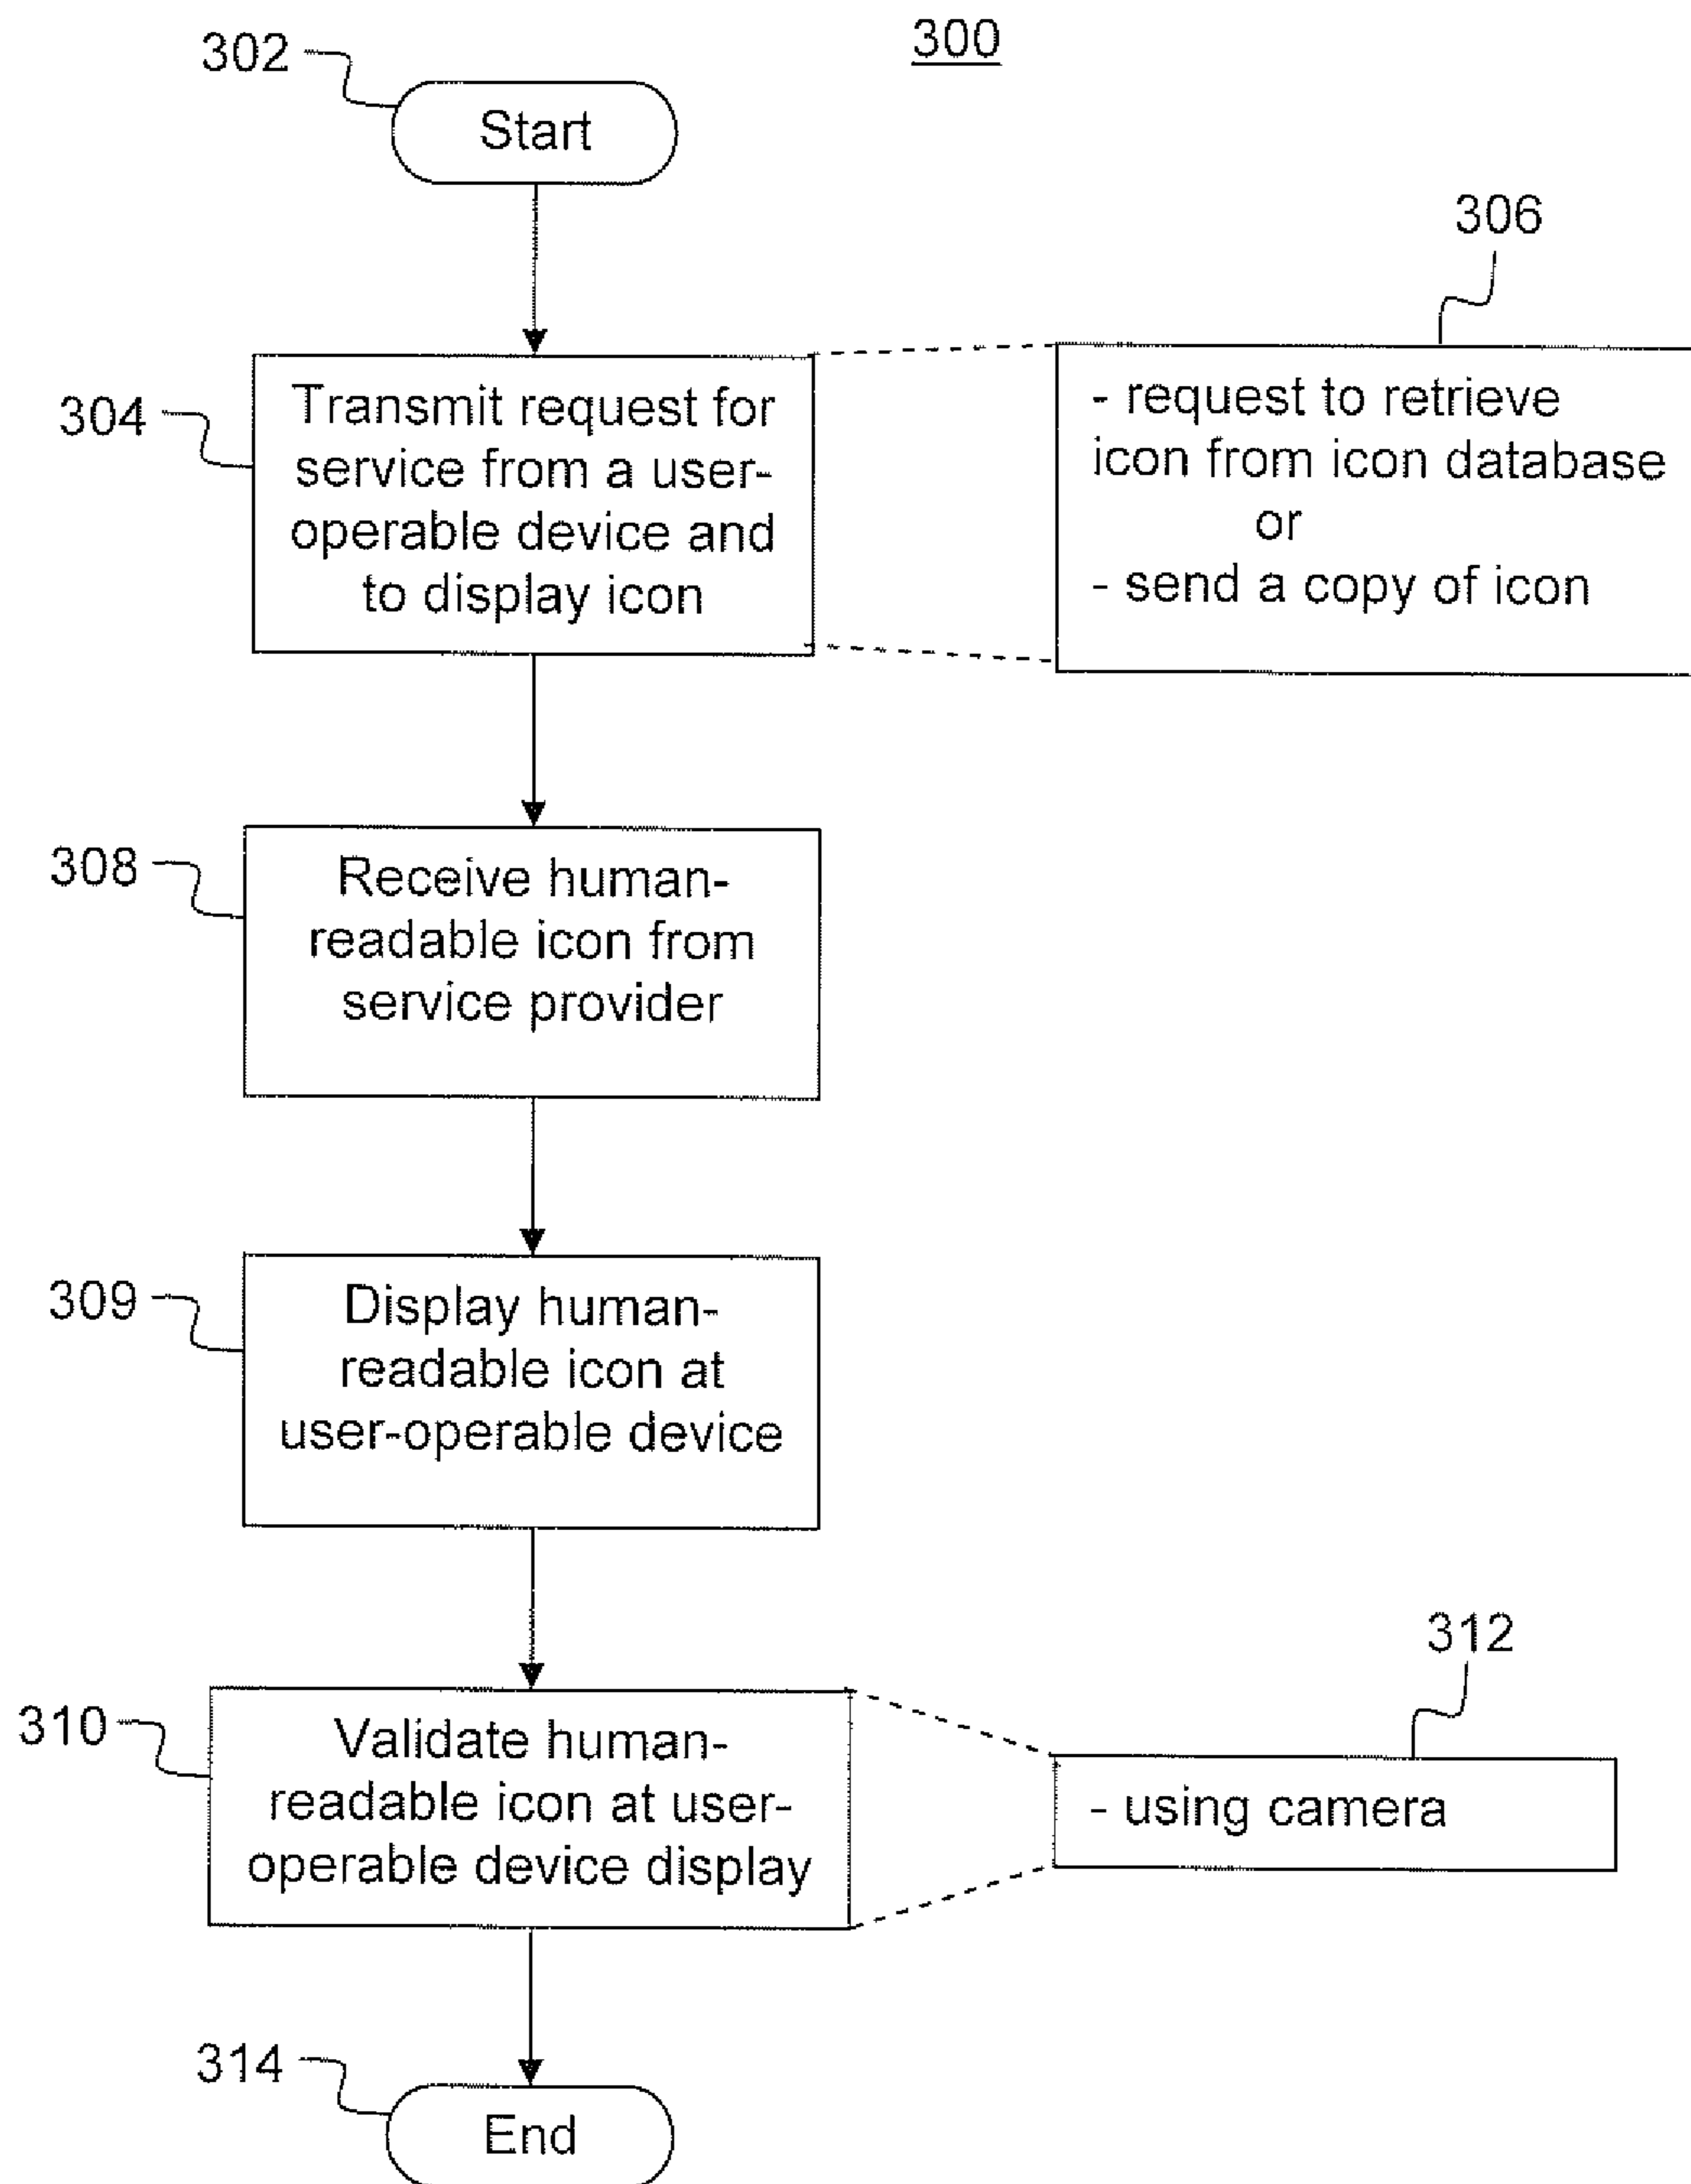 300
302
Start
306
304
Transmit request for
service from a user-
operable device and
to display icon
- request to retrieve
icon from icon database
or
- send a copy of icon
308
Receive human-
readable icon from
service provider
309
Display human-
readable icon at
user-operable device
312
310
Validate human-
readable icon at user-
operable device display
- using camera
314
End